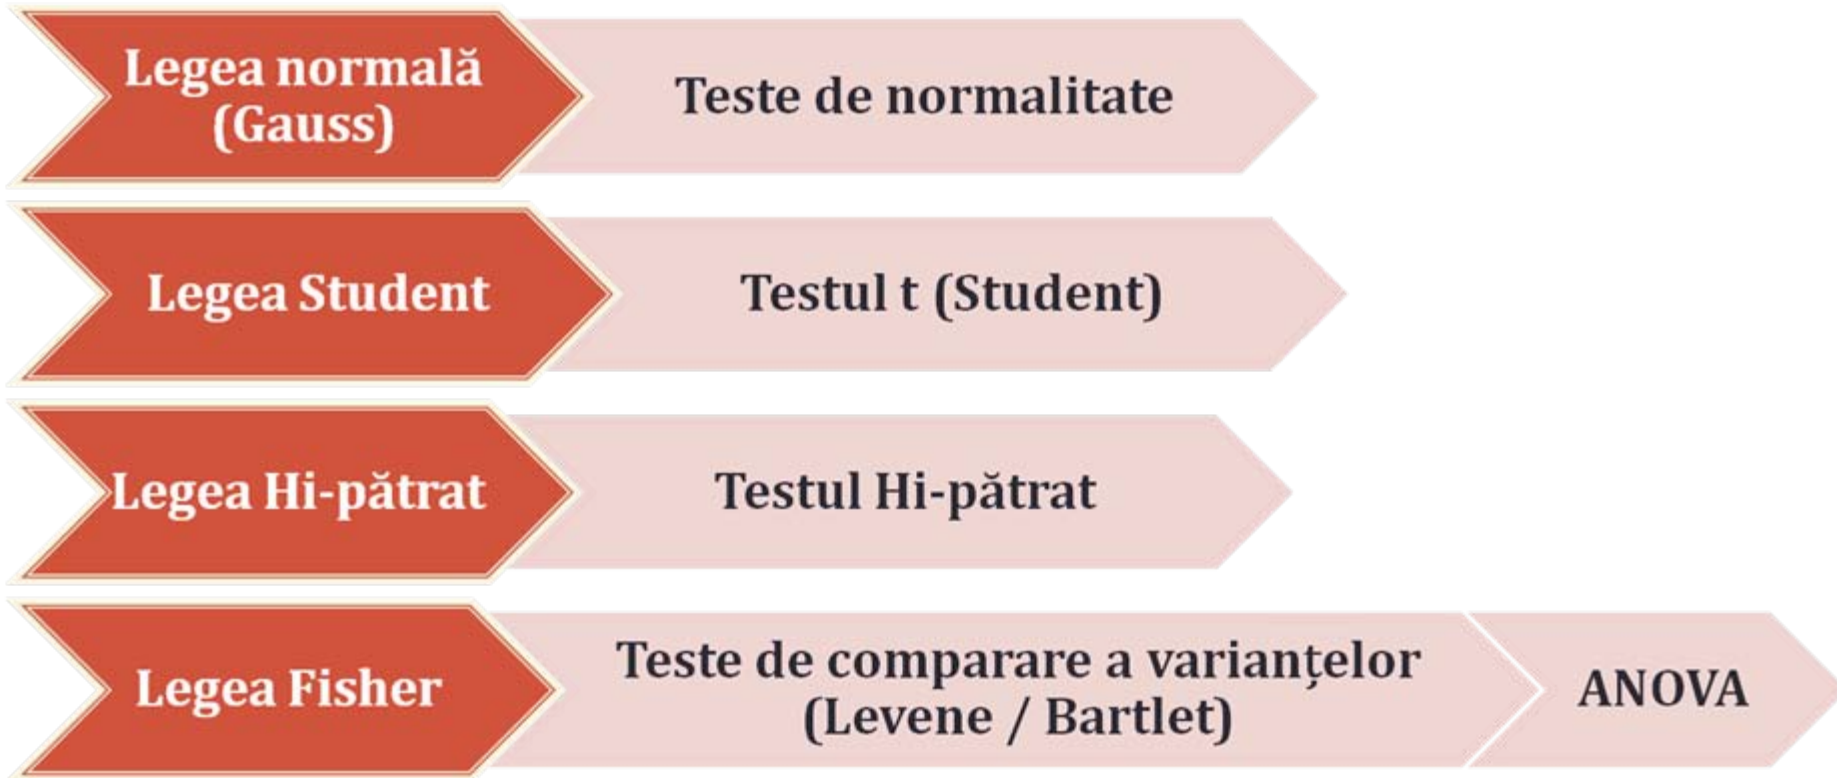 Legea normală
(Gauss)
Teste de normalitate
Legea Student
Testul t (Student)
Legea Hi-pătrat
Testul Hi-pătrat
Legea Fisher
Teste de comparare a varianțelor
(Levene / Bartlet)
ANOVA